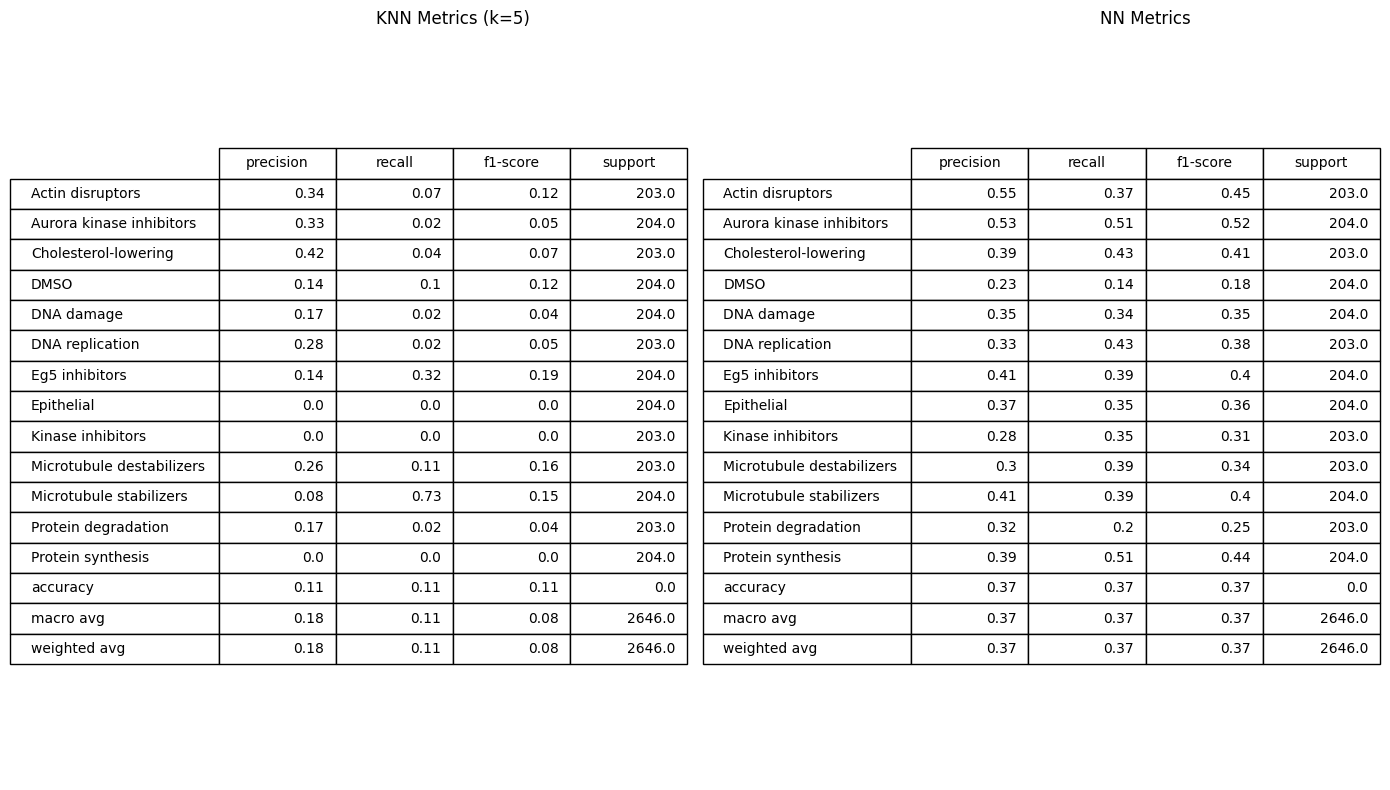 KNN Metrics (k=5)
precision recall f1-score support
Actin disruptors 0.34 0.07 0.12 203.0
Aurora kinase inhibitors 0.33 0.02 0.05 204.0
Cholesterol-lowering 0.42 0.04 0.07 203.0
DMSO 0.14 0.1 0.12 204.0
DNA damage 0.17 0.02 0.04 204.0
DNA replication 0.28 0.02 0.05 203.0
Eg5 inhibitors 0.14 0.32 0.19 204.0
Epithelial 0.0 0.0 0.0 204.0
Kinase inhibitors 0.0 0.0 0.0 203.0
Microtubule destabilizers 0.26 0.11 0.16 203.0
Microtubule stabilizers 0.08 0.73 0.15 204.0
Protein degradation 0.17 0.02 0.04 203.0
Protein synthesis 0.0 0.0 0.0 204.0
accuracy 0.11 0.11 0.11 0.0
macro avg 0.18 0.11 0.08 2646.0
weighted avg 0.18 0.11 0.08 2646.0
NN Metrics
precision recall f1-score support
Actin disruptors 0.55 0.37 0.45 203.0
Aurora kinase inhibitors 0.53 0.51 0.52 204.0
Cholesterol-lowering 0.39 0.43 0.41 203.0
DMSO 0.23 0.14 0.18 204.0
DNA damage 0.35 0.34 0.35 204.0
DNA replication 0.33 0.43 0.38 203.0
Eg5 inhibitors 0.41 0.39 0.4 204.0
Epithelial 0.37 0.35 0.36 204.0
Kinase inhibitors 0.28 0.35 0.31 203.0
Microtubule destabilizers 0.3 0.39 0.34 203.0
Microtubule stabilizers 0.41 0.39 0.4 204.0
Protein degradation 0.32 0.2 0.25 203.0
Protein synthesis 0.39 0.51 0.44 204.0
accuracy 0.37 0.37 0.37 0.0
macro avg 0.37 0.37 0.37 2646.0
weighted avg 0.37 0.37 0.37 2646.0